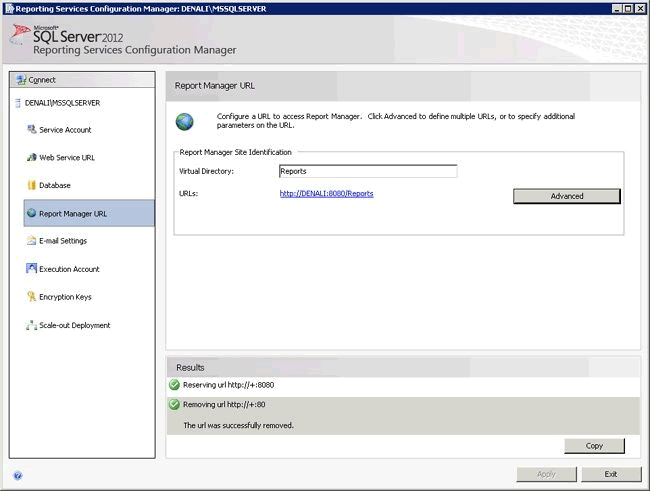 Reporting Services Configuration Manager: DENALI\MSSQLSERVER
Microsoft
SQL Server 2012
Reporting Services Configuration Manager
Connect
DENALI\MSSQLSERVER
Service Account
Web Service URL
Database
Report Manager URL
E-mail Settings
Execution Account
Encryption Keys
Scale-out Deployment
Report Manager URL
Configure a URL to access Report Manager. Click Advanced to define multiple URLs, or to specify additional
parameters on the URL.
Report Manager Site Identification
Virtual Directory: Reports
URLs: http://DENALI:8080/Reports
Advanced
Results
Reserving url http://+:8080
Removing url http://+:80
The url was successfully removed.
Copy
Apply Exit